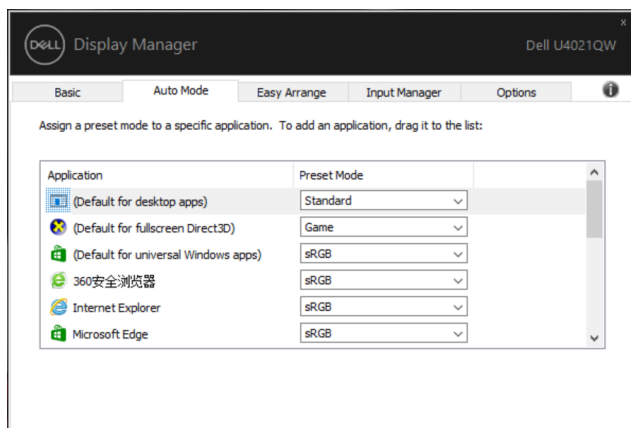 DELL Display Manager Dell U4021QW
x
Basic Auto Mode Easy Arrange Input Manager Options i
Assign a preset mode to a specific application. To add an application, drag it to the list:
Application Preset Mode
(Default for desktop apps) Standard
(Default for fullscreen Direct3D) Game
(Default for universal Windows apps) sRGB
360安全浏览器 sRGB
Internet Explorer sRGB
Microsoft Edge sRGB